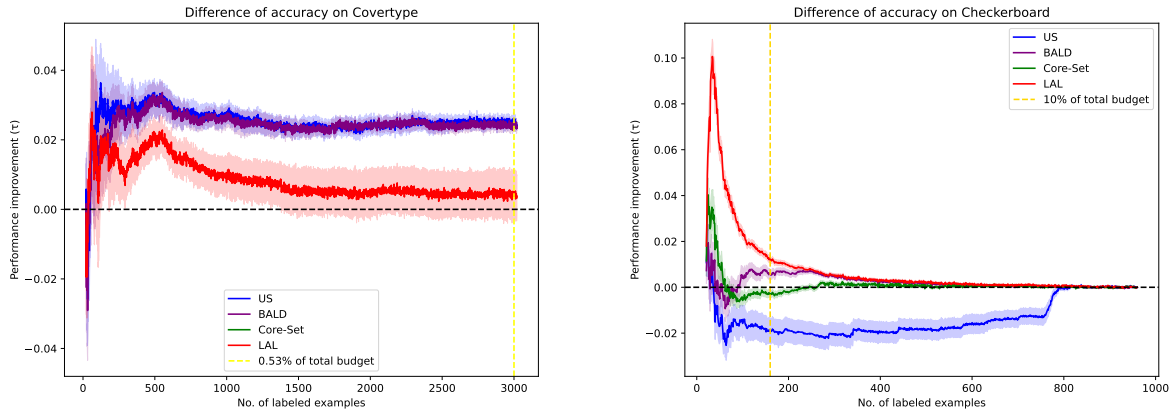 Difference of accuracy on Covertype
Performance improvement (τ)
0.04
0.02
0.00
−0.02
−0.04
US
BALD
Core-Set
LAL
0.53% of total budget
0 500 1000 1500 2000 2500 3000
No. of labeled examples
Difference of accuracy on Checkerboard
Performance improvement (τ)
0.10
0.08
0.06
0.04
0.02
0.00
−0.02
US
BALD
Core-Set
LAL
10% of total budget
0 200 400 600 800 1000
No. of labeled examples